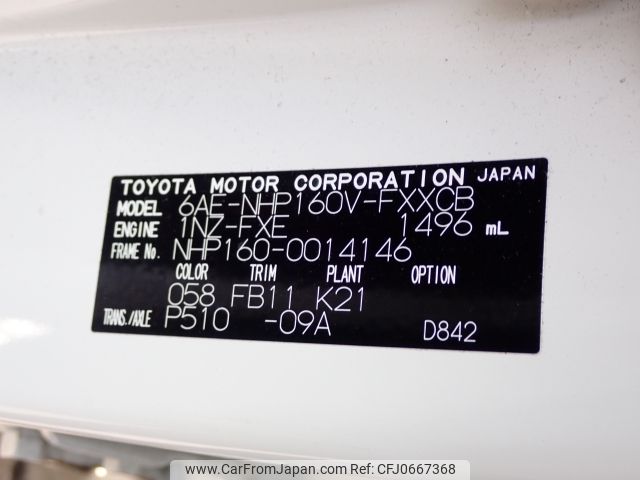 TOYOTA MOTOR CORPORATION JAPAN
MODEL 6AE-NHP160V-FXXCB
ENGINE 1NZ-FXE 1496 mL
FRAME No. NHP160-0014146
COLOR TRIM PLANT OPTION
058 FB11 K21
TRANS./AXLE P510 -09A D842
www.CarFromJapan.com (ID:CFJ0667368)